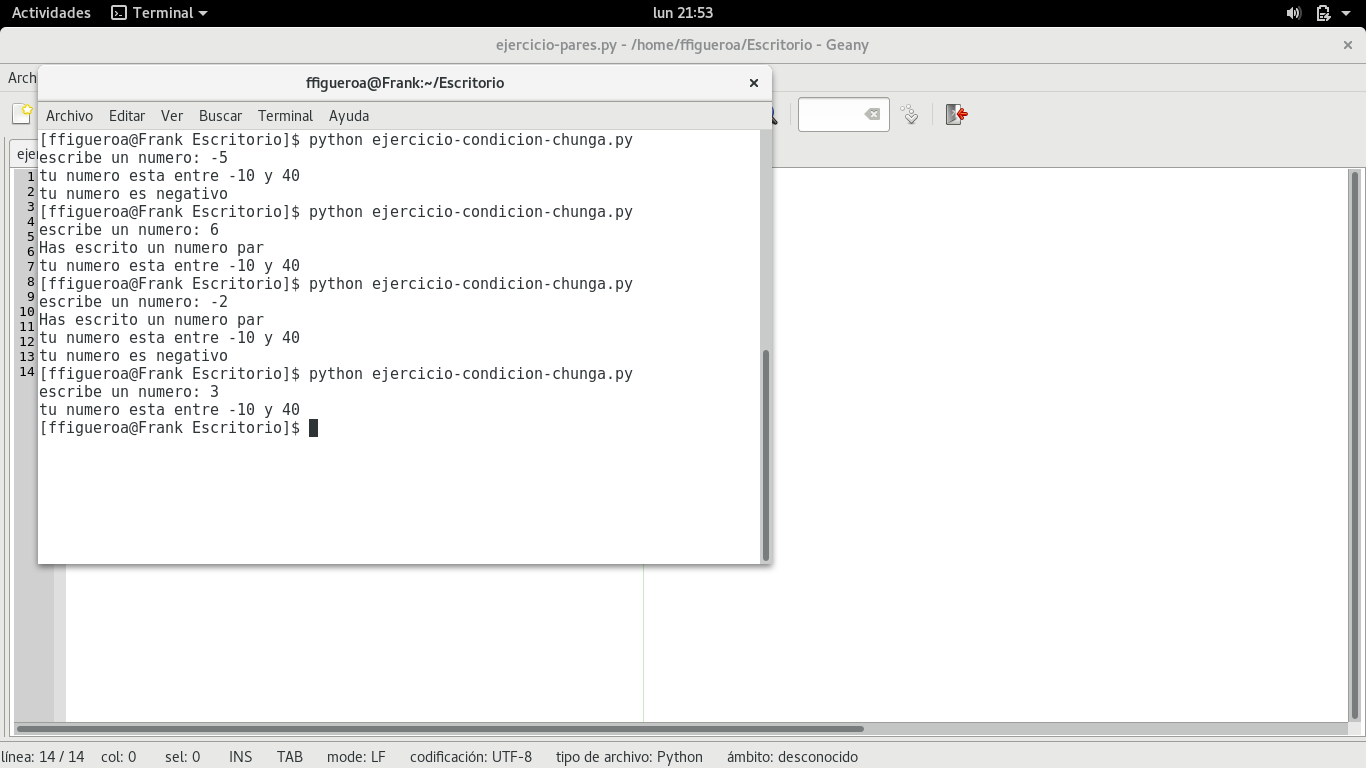 Actividades Terminal lun 21:53
ejercicio-pares.py - /home/ffigueroa/Escritorio - Geany
Arch
ffigueroa@Frank:~/Escritorio
Archivo Editar Ver Buscar Terminal Ayuda
[ffigueroa@Frank Escritorio]$ python ejercicio-condicion-chunga.py
escribe un numero: -5
tu numero esta entre -10 y 40
tu numero es negativo
[ffigueroa@Frank Escritorio]$ python ejercicio-condicion-chunga.py
escribe un numero: 6
Has escrito un numero par
tu numero esta entre -10 y 40
[ffigueroa@Frank Escritorio]$ python ejercicio-condicion-chunga.py
escribe un numero: -2
Has escrito un numero par
tu numero esta entre -10 y 40
tu numero es negativo
[ffigueroa@Frank Escritorio]$ python ejercicio-condicion-chunga.py
escribe un numero: 3
tu numero esta entre -10 y 40
[ffigueroa@Frank Escritorio]$
ejer
1
2
3
4
5
6
7
8
9
10
11
12
13
14
línea: 14 / 14 col: 0 sel: 0 INS TAB mode: LF codificación: UTF-8 tipo de archivo: Python ámbito: desconocido